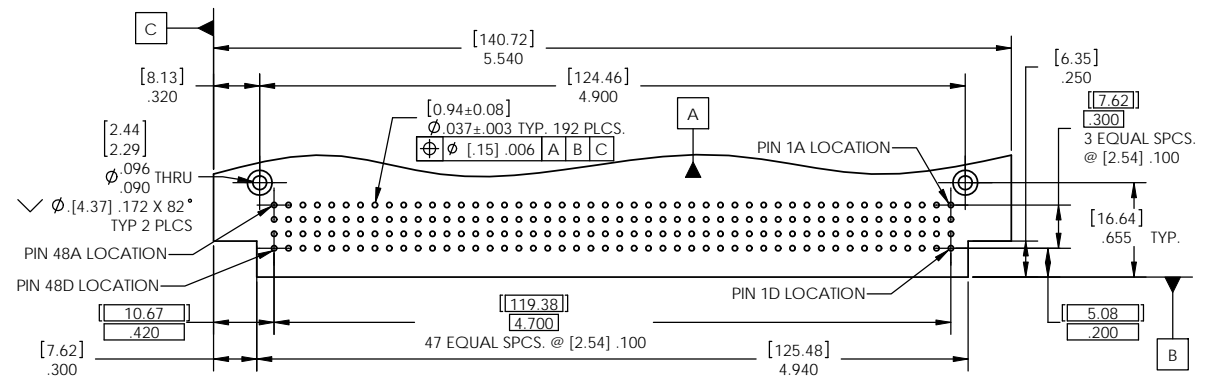 C
[140.72]
5.540
[8.13]
.320
[124.46]
4.900
[6.35]
.250
[7.62]
.300
3 EQUAL SPCS.
@ [2.54] .100
[0.94±0.08]
Ø.037±.003 TYP. 192 PLCS.
⌖ Ø [.15] .006 A B C
A
PIN 1A LOCATION
[2.44]
[2.29]
Ø .096
.090 THRU
⌵ Ø.[4.37] .172 X 82°
TYP 2 PLCS
[16.64]
.655 TYP.
PIN 48A LOCATION
PIN 48D LOCATION
PIN 1D LOCATION
[10.67]
.420
[119.38]
4.700
47 EQUAL SPCS. @ [2.54] .100
[5.08]
.200
B
[7.62]
.300
[125.48]
4.940